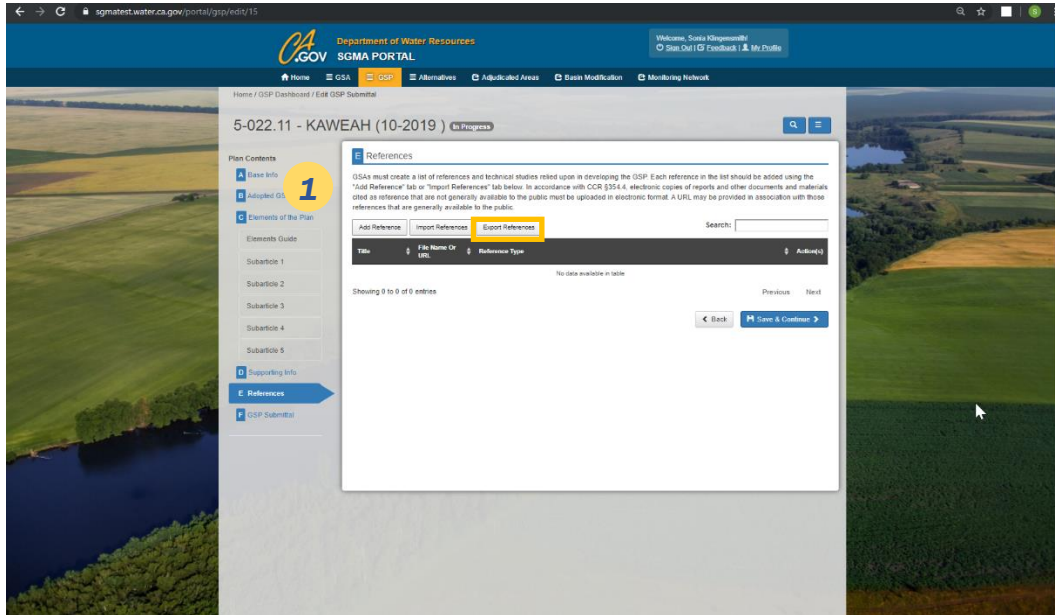 sgmatest.water.ca.gov/portal/gsp/edit/15
S
CA.GOV
Department of Water Resources
SGMA PORTAL
Welcome, Sonia Klingensmith!
Sign Out | Feedback | My Profile
Home GSA GSP Alternatives Adjudicated Areas Basin Modification Monitoring Network
Home / GSP Dashboard / Edit GSP Submittal
5-022.11 - KAWEAH (10-2019 ) In Progress
Plan Contents
A Base Info
B Adopted GS
1
C Elements of the Plan
Elements Guide
Subarticle 1
Subarticle 2
Subarticle 3
Subarticle 4
Subarticle 5
D Supporting Info
E References
F GSP Submittal
E References
GSAs must create a list of references and technical studies relied upon in developing the GSP. Each reference in the list should be added using the
"Add Reference" tab or "Import References" tab below. In accordance with CCR §354.4, electronic copies of reports and other documents and materials
cited as reference that are not generally available to the public must be uploaded in electronic format. A URL may be provided in association with those
references that are generally available to the public.
Add Reference Import References Export References Search:
Title File Name Or URL Reference Type Action(s)
No data available in table
Showing 0 to 0 of 0 entries Previous Next
Back Save & Continue